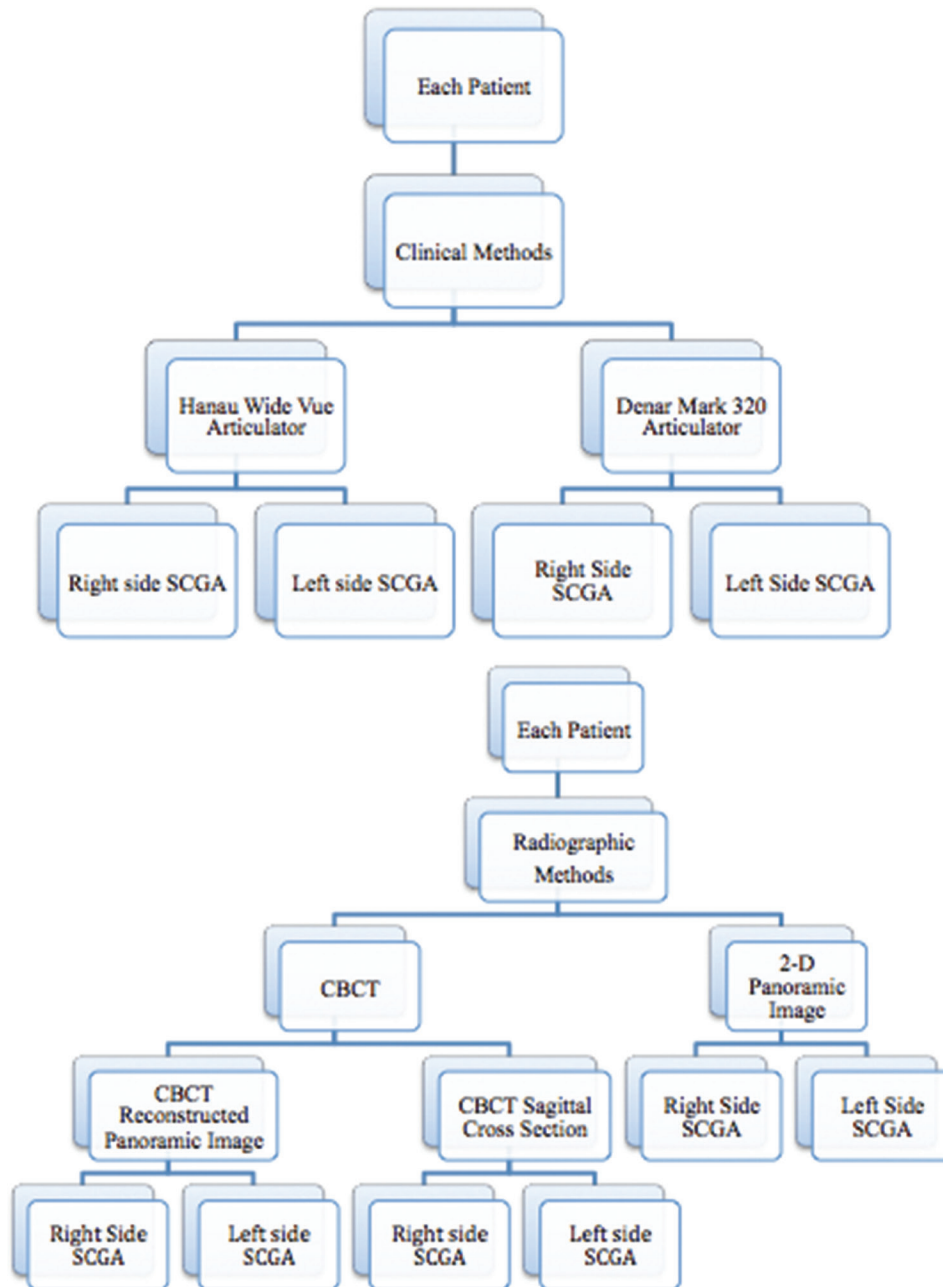 Each Patient
Clinical Methods
Hanau Wide Vue
Articulator
Denar Mark 320
Articulator
Right side SCGA
Left side SCGA
Right Side
SCGA
Left Side SCGA
Each Patient
Radiographic
Methods
CBCT
2-D
Panoramic
Image
CBCT
Reconstructed
Panoramic Image
CBCT Sagittal
Cross Section
Right Side
SCGA
Left Side
SCGA
Right Side
SCGA
Left side
SCGA
Right side
SCGA
Left side
SCGA